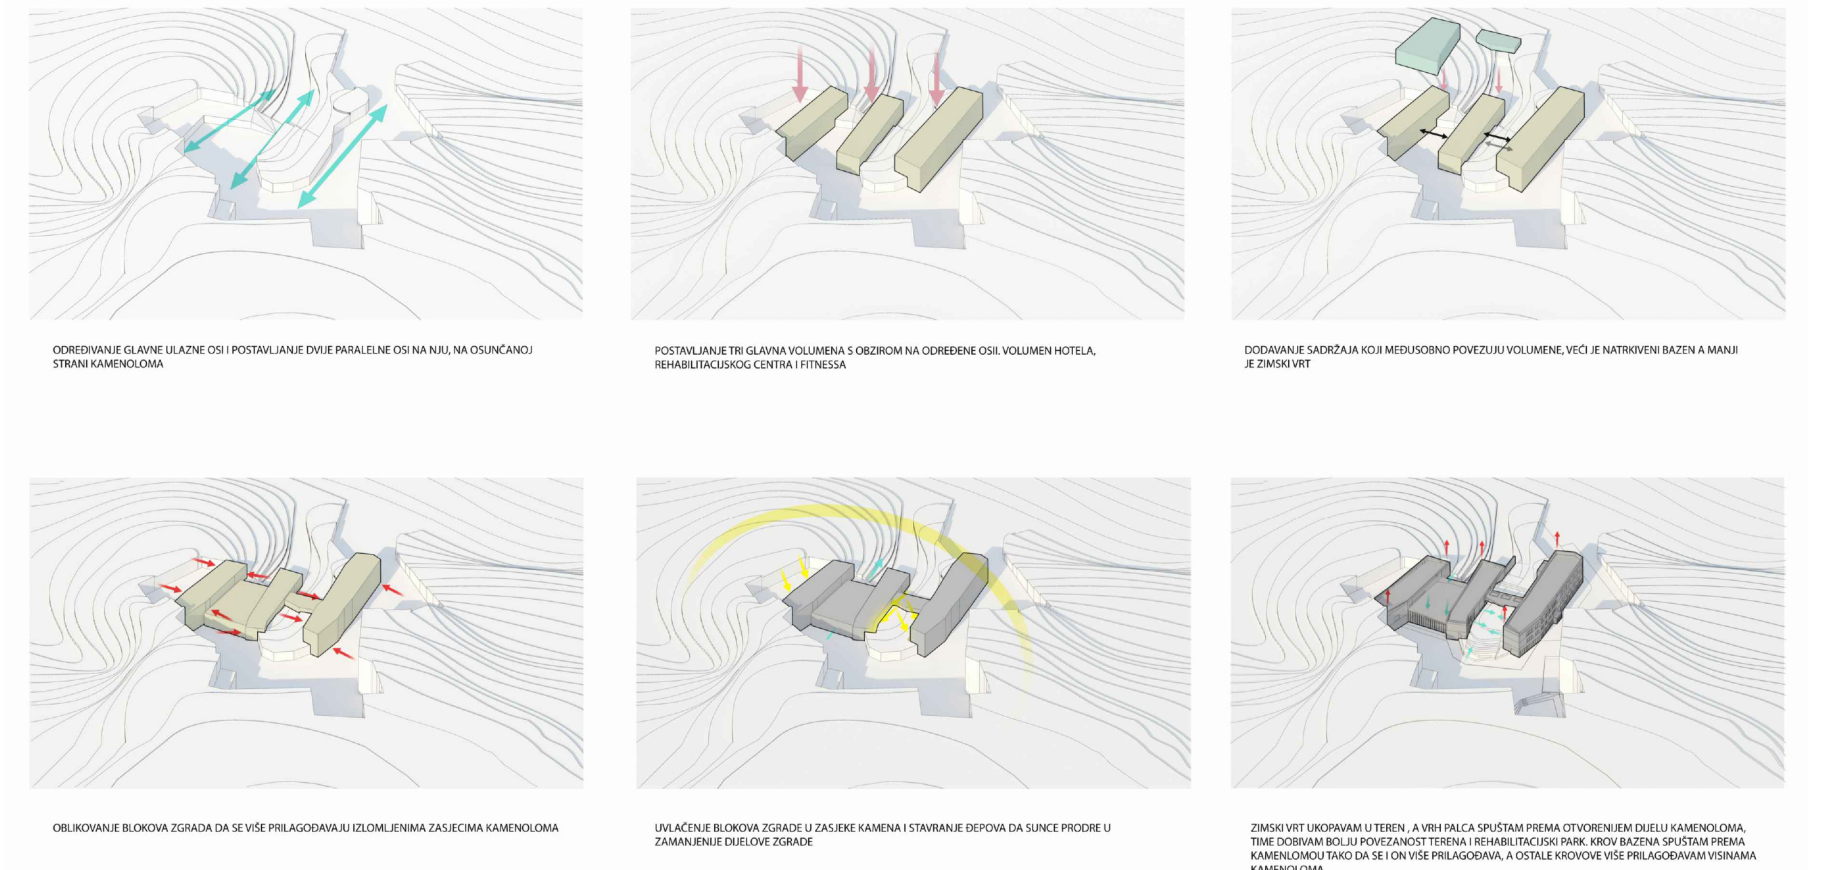 ODREĐIVANJE GLAVNE ULAZNE OSI I POSTAVLJANJE DVIJE PARALELNE OSI NA NJU, NA OSUNČANOJ
STRANI KAMENOLOMA
POSTAVLJANJE TRI GLAVNA VOLUMENA S OBZIROM NA ODREĐENE OSII. VOLUMEN HOTELA,
REHABILITACIJSKOG CENTRA I FITNESSA
DODAVANJE SADRŽAJA KOJI MEĐUSOBNO POVEZUJU VOLUMENE, VEĆI JE NATRKIVENI BAZEN A MANJI
JE ZIMSKI VRT
OBLIKOVANJE BLOKOVA ZGRADA DA SE VIŠE PRILAGOĐAVAJU IZLOMLJENIMA ZASJECIMA KAMENOLOMA
UVLAČENJE BLOKOVA ZGRADE U ZASJEKE KAMENA I STAVRANJE ĐEPOVA DA SUNCE PRODRE U
ZAMANJENIJE DIJELOVE ZGRADE
ZIMSKI VRT UKOPAVAM U TEREN , A VRH PALCA SPUŠTAM PREMA OTVORENIJEM DIJELU KAMENOLOMA,
TIME DOBIVAM BOLJU POVEZANOST TERENA I REHABILITACIJSKI PARK. KROV BAZENA SPUŠTAM PREMA
KAMENLOMOU TAKO DA SE I ON VIŠE PRILAGOĐAVA, A OSTALE KROVOVE VIŠE PRILAGOĐAVAM VISINAMA
KAMENOLOMA